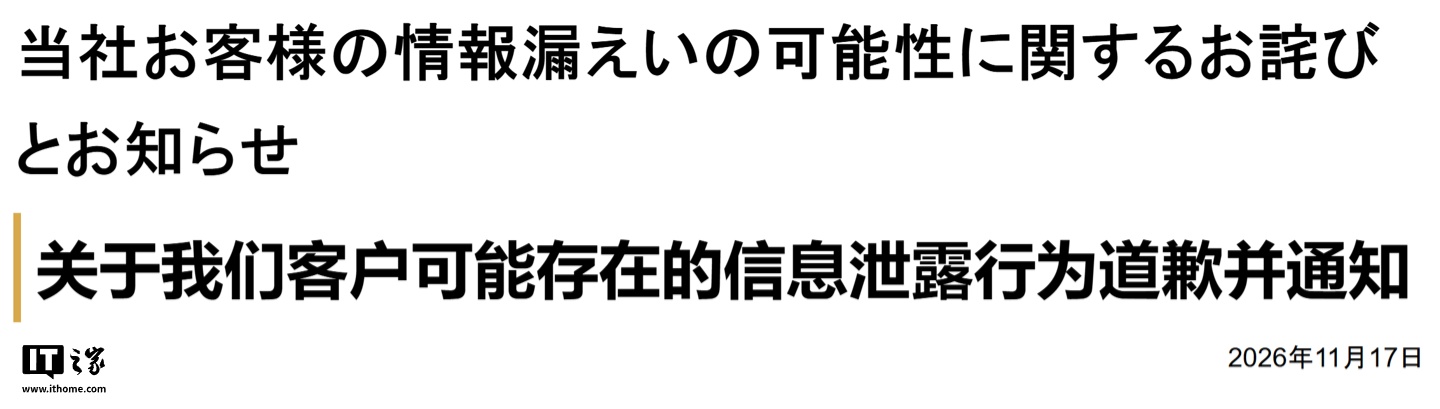 当社お客様の情報漏えいの可能性に関するお詫び
とお知らせ
关于我们客户可能存在的信息泄露行为道歉并通知
IT之家
www.ithome.com
2026年11月17日